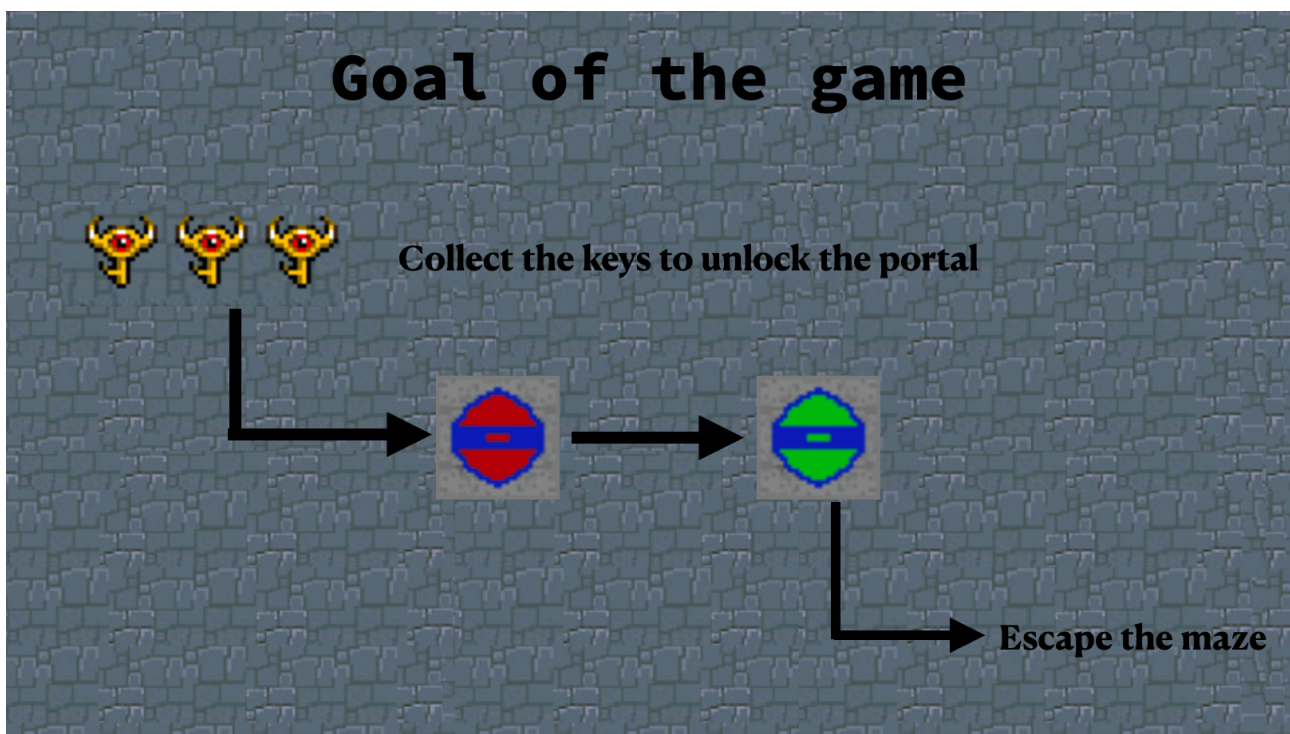 Goal of the game
Collect the keys to unlock the portal
Escape the maze